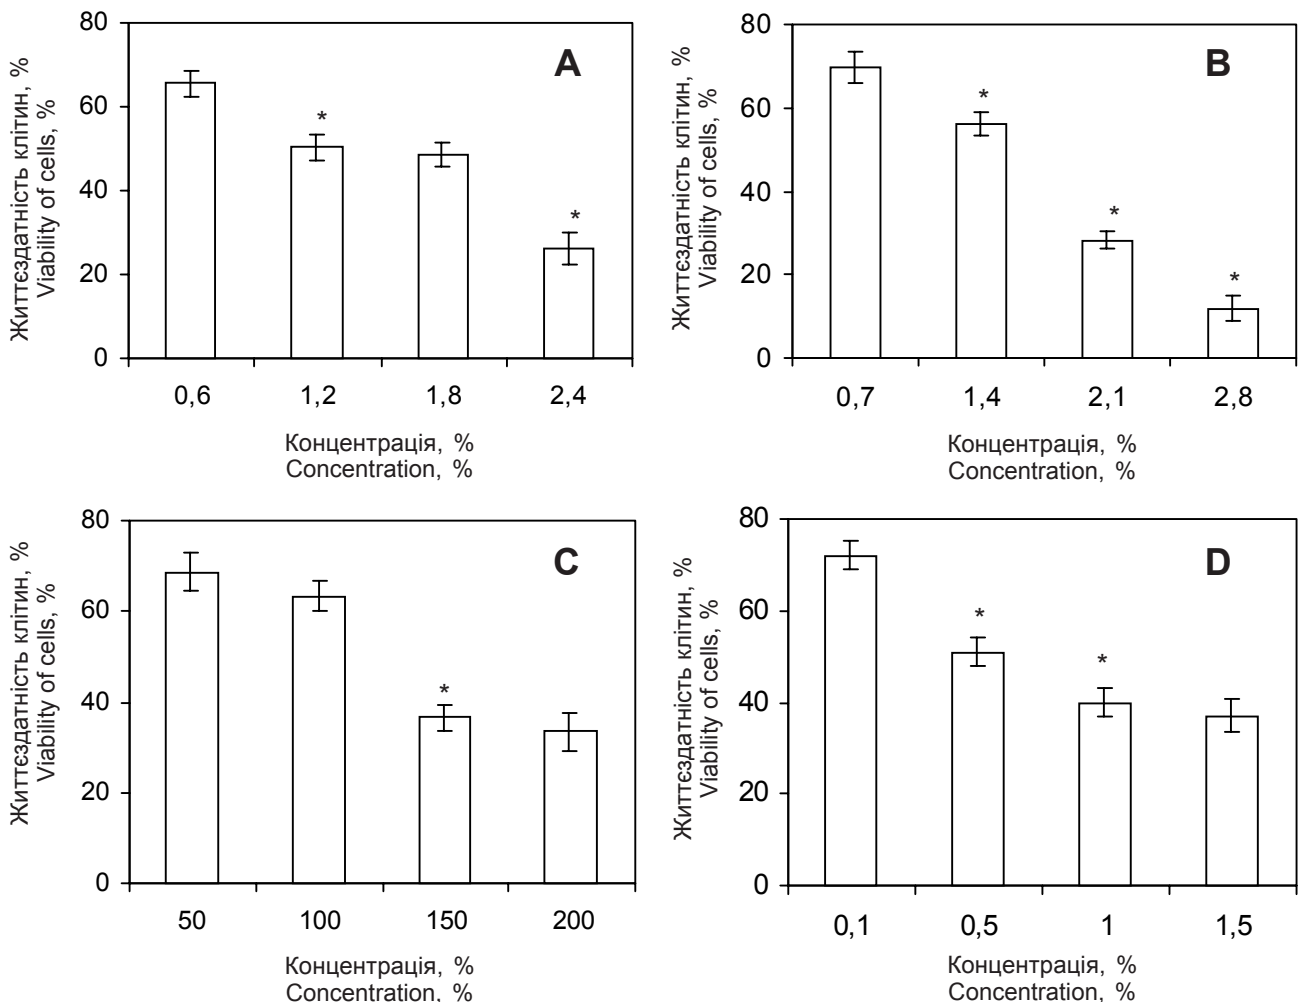 Життєздатність клітин, %
Viability of cells, %
80
60
40
20
0
A
*
*
0,6 1,2 1,8 2,4
Концентрація, %
Concentration, %
Життєздатність клітин, %
Viability of cells, %
80
60
40
20
0
B
*
*
*
0,7 1,4 2,1 2,8
Концентрація, %
Concentration, %
Життєздатність клітин, %
Viability of cells, %
80
60
40
20
0
C
*
50 100 150 200
Концентрація, %
Concentration, %
Життєздатність клітин, %
Viability of cells, %
80
60
40
20
0
D
*
*
0,1 0,5 1 1,5
Концентрація, %
Concentration, %